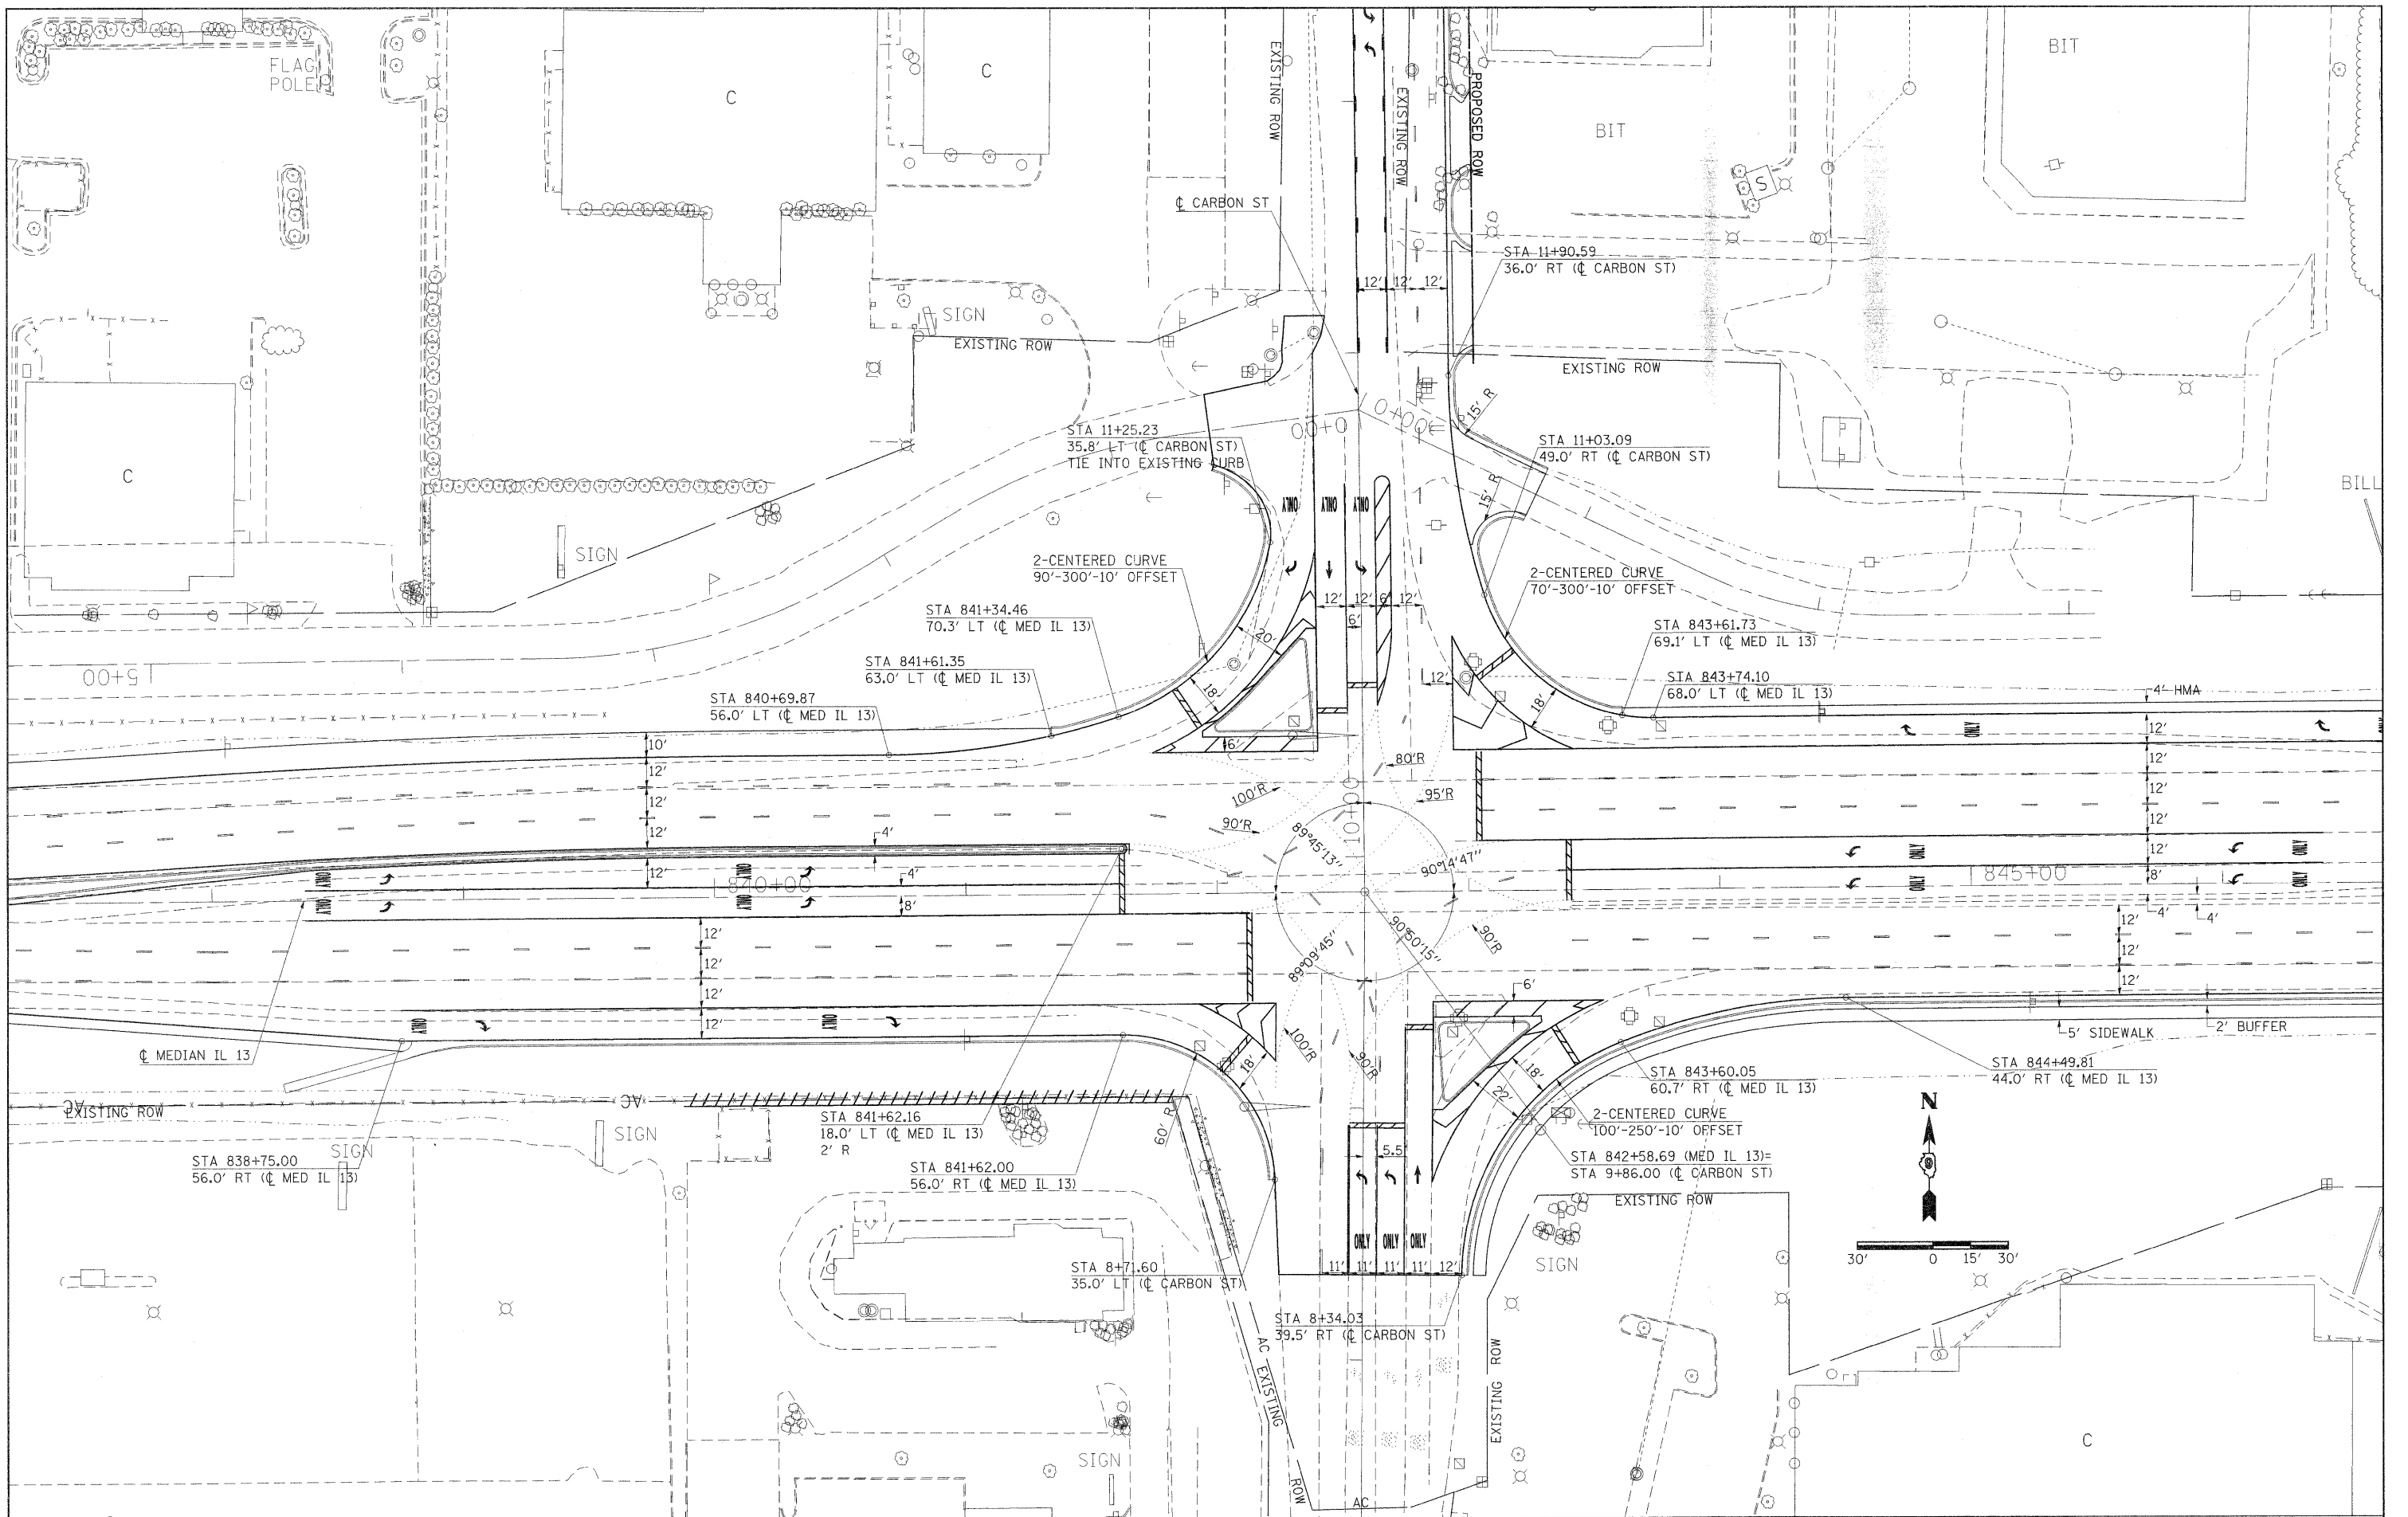 FLAG
POLE
C
C
EXISTING ROW
EXISTING ROW
PROPOSED ROW
BIT
BIT
S
℄ CARBON ST
STA 11+90.59
36.0' RT (℄ CARBON ST)
12' 12' 12'
SIGN
EXISTING ROW
EXISTING ROW
C
0+00
0+00
15' R
STA 11+25.23
35.8' LT (℄ CARBON ST)
TIE INTO EXISTING CURB
STA 11+03.09
49.0' RT (℄ CARBON ST)
15' R
BILL
ONLY ONLY ONLY
SIGN
2-CENTERED CURVE
90'-300'-10' OFFSET
2-CENTERED CURVE
70'-300'-10' OFFSET
12' 12' 6' 12'
6'
STA 841+34.46
70.3' LT (℄ MED IL 13)
20'
STA 843+61.73
69.1' LT (℄ MED IL 13)
STA 841+61.35
63.0' LT (℄ MED IL 13)
15+00
12'
STA 843+74.10
68.0' LT (℄ MED IL 13)
18'
18'
4' HMA
STA 840+69.87
56.0' LT (℄ MED IL 13)
ONLY
12'
10'
6'
12'
12'
12'
80'R
100'R
95'R
10+00
90'R
12'
12'
12'
4'
89°45'13"
90°14'47"
12'
ONLY ONLY
ONLY ONLY
12'
4'
840+00
ONLY ONLY
ONLY ONLY
845+00
8'
8'
4'
4'
12'
12'
12'
90°50'15"
90'R
89°09'45"
12'
12'
12'
6'
12'
ONLY
ONLY
100'R
90'R
18'
18'
22'
5' SIDEWALK
2' BUFFER
℄ MEDIAN IL 13
STA 844+49.81
44.0' RT (℄ MED IL 13)
STA 843+60.05
60.7' RT (℄ MED IL 13)
AC
EXISTING ROW
AC
SIGN
STA 841+62.16
18.0' LT (℄ MED IL 13)
2' R
60' R
2-CENTERED CURVE
100'-250'-10' OFFSET
N
5.5'
SIGN
STA 838+75.00
56.0' RT (℄ MED IL 13)
STA 841+62.00
56.0' RT (℄ MED IL 13)
STA 842+58.69 (MED IL 13)=
STA 9+86.00 (℄ CARBON ST)
EXISTING ROW
ONLY ONLY ONLY
30' 0 15' 30'
SIGN
STA 8+71.60
35.0' LT (℄ CARBON ST)
11' 11' 11' 11' 12'
STA 8+34.03
39.5' RT (℄ CARBON ST)
AC EXISTING ROW
EXISTING ROW
C
SIGN
AC